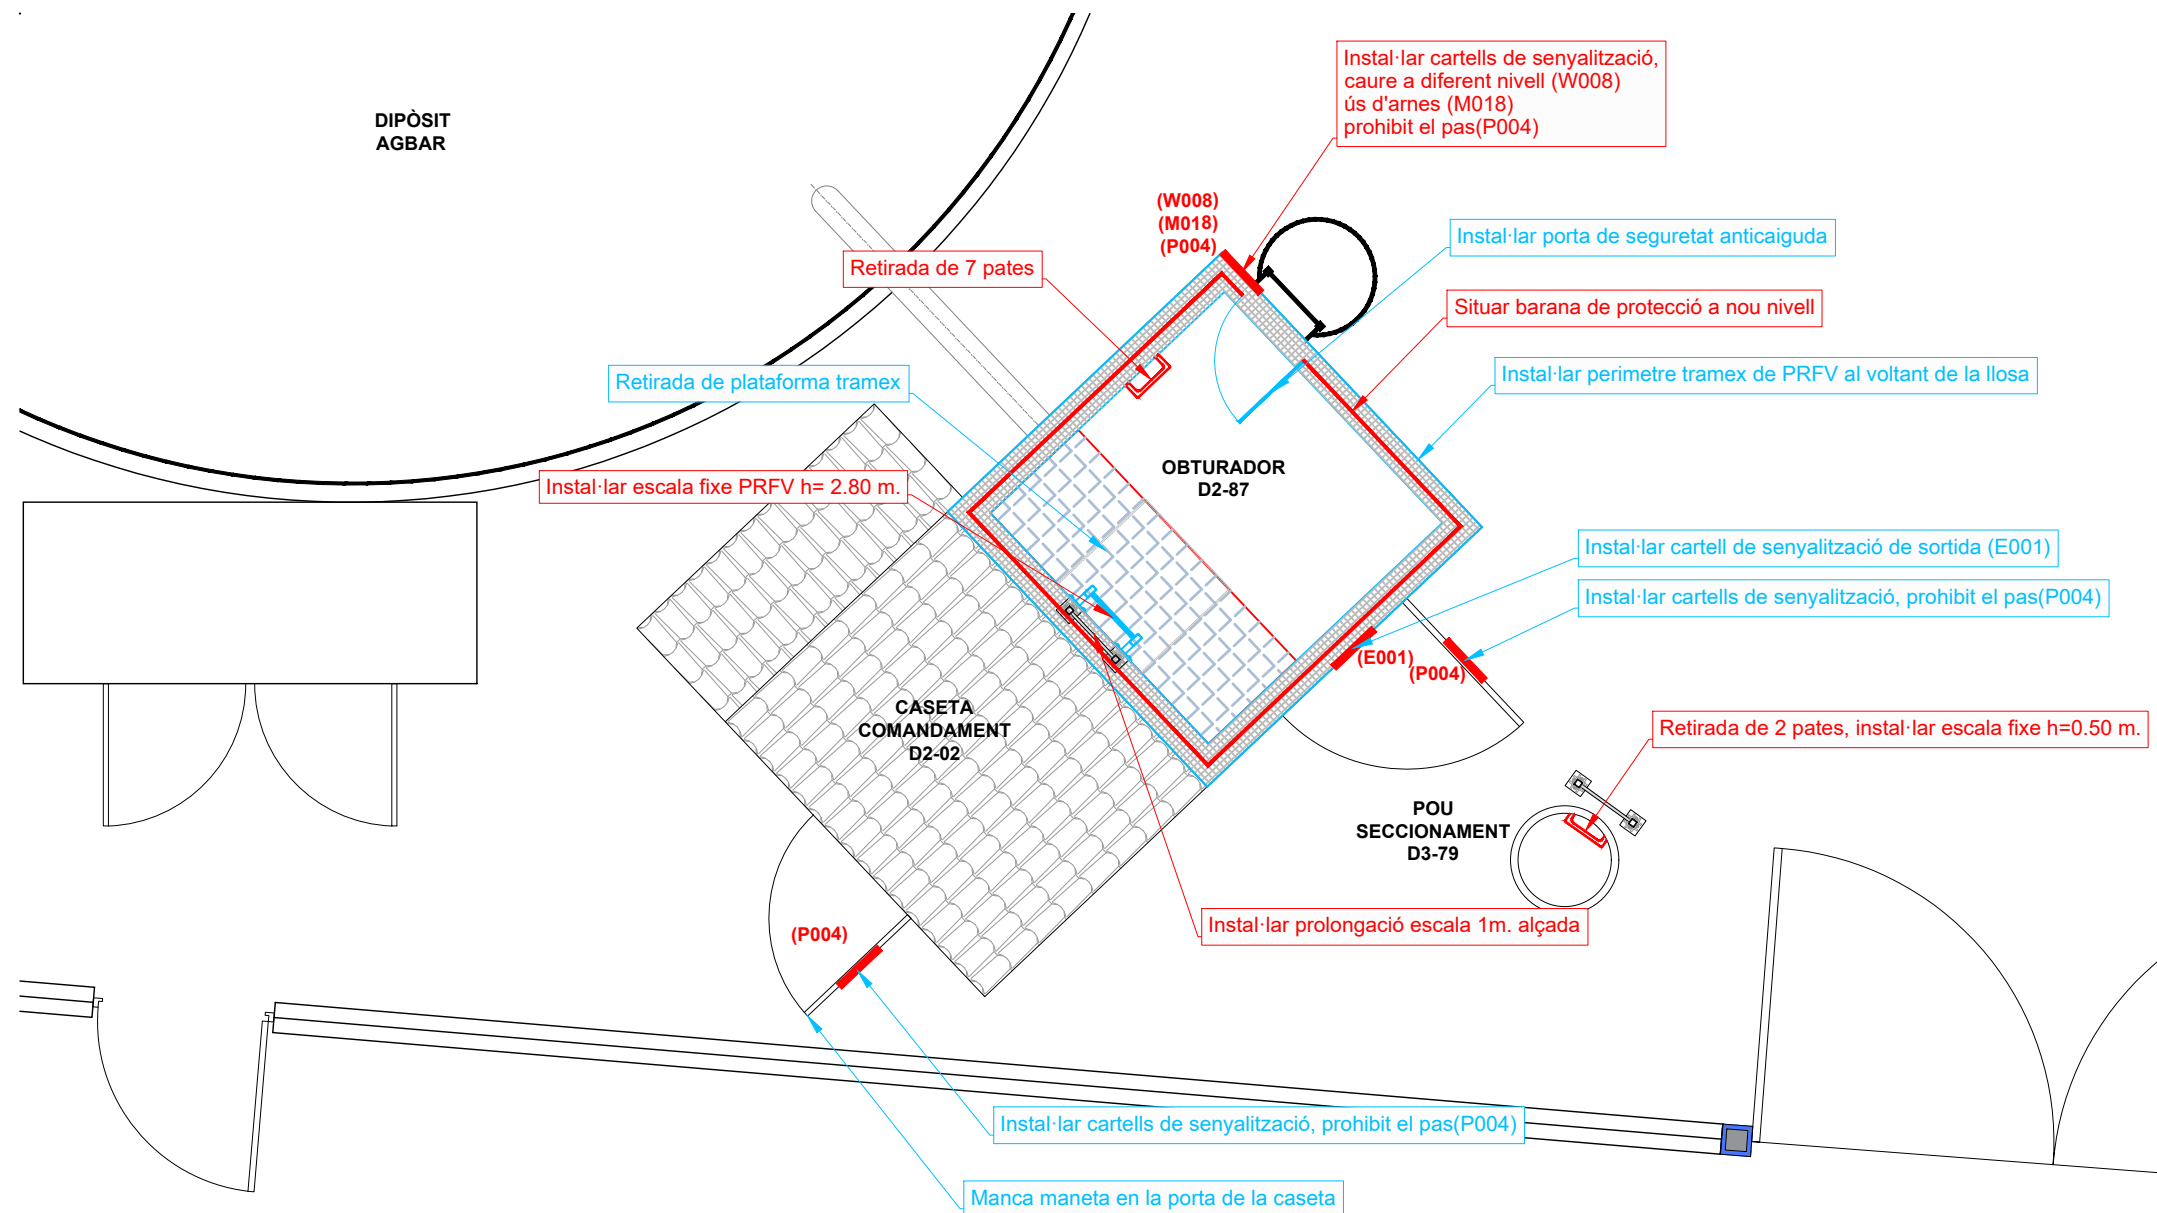 Instal·lar cartells de senyalització,
caure a diferent nivell (W008)
ús d'arnes (M018)
prohibit el pas(P004)
DIPÒSIT
AGBAR
(W008)
(M018)
(P004)
Instal·lar porta de seguretat anticaiguda
Retirada de 7 pates
Situar barana de protecció a nou nivell
Retirada de plataforma tramex
Instal·lar perimetre tramex de PRFV al voltant de la llosa
OBTURADOR
D2-87
Instal·lar escala fixe PRFV h= 2.80 m.
Instal·lar cartell de senyalització de sortida (E001)
Instal·lar cartells de senyalització, prohibit el pas(P004)
(E001)
(P004)
CASETA
COMANDAMENT
D2-02
Retirada de 2 pates, instal·lar escala fixe h=0.50 m.
POU
SECCIONAMENT
D3-79
Instal·lar prolongació escala 1m. alçada
(P004)
Instal·lar cartells de senyalització, prohibit el pas(P004)
Manca maneta en la porta de la caseta